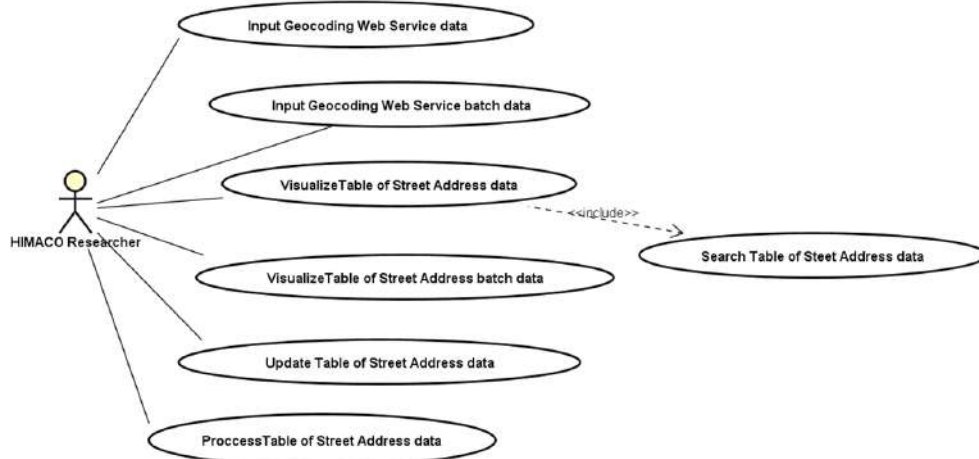 Input Geocoding Web Service data
Input Geocoding Web Service batch data
VisualizeTable of Street Address data
<<include>>
HIMACO Researcher
Search Table of Steet Address data
VisualizeTable of Street Address batch data
Update Table of Street Address data
ProccessTable of Street Address data